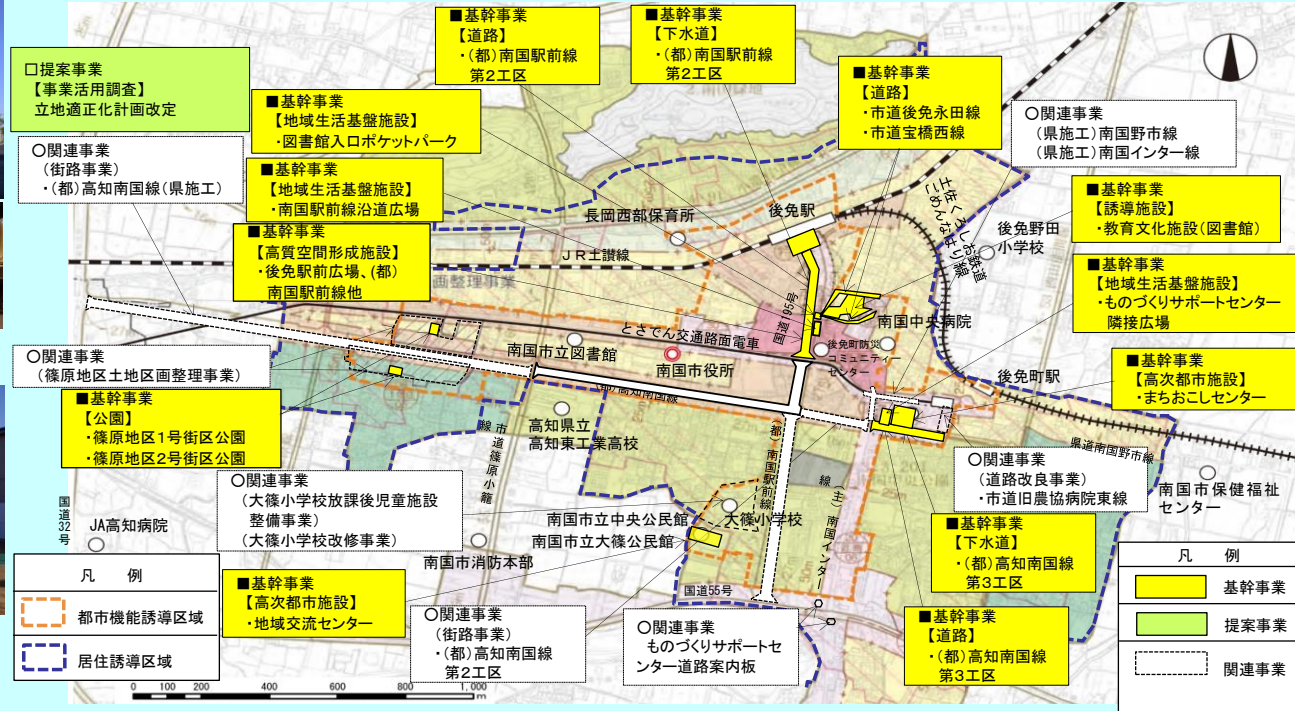 ■基幹事業
【道路】
・(都)南国駅前線
第2工区
■基幹事業
【下水道】
・(都)南国駅前線
第2工区
■基幹事業
【道路】
・市道後免永田線
・市道宝橋西線
□提案事業
【事業活用調査】
立地適正化計画改定
■基幹事業
【地域生活基盤施設】
・図書館入口ポケットパーク
○関連事業
(県施工)南国野市線
(県施工)南国インター線
○関連事業
(街路事業)
・(都)高知南国線(県施工)
■基幹事業
【地域生活基盤施設】
・南国駅前線沿道広場
■基幹事業
【誘導施設】
・教育文化施設(図書館)
■基幹事業
【高質空間形成施設】
・後免駅前広場、(都)
南国駅前線他
■基幹事業
【地域生活基盤施設】
・ものづくりサポートセンター
隣接広場
長岡西部保育所
後免駅
JR土讃線
土佐くろしお鉄道
ごめんなはり線
後免野田
小学校
画整理事業
国道195号
とさでん交通路面電車
南国中央病院
後免町防災
コミュニティー
センター
南国市立図書館
南国市役所
後免町駅
○関連事業
(篠原地区土地区画整理事業)
■基幹事業
【高次都市施設】
・まちおこしセンター
■基幹事業
【公園】
・篠原地区1号街区公園
・篠原地区2号街区公園
(都)高知南国線
高知県立
高知東工業高校
市道篠原小籠
線
(都)南国駅前線
(主)南国インター
線
県道南国野市線
○関連事業
(道路改良事業)
・市道旧農協病院東線
南国市保健福祉
センター
○関連事業
(大篠小学校放課後児童施設
整備事業)
(大篠小学校改修事業)
国道32号
JA高知病院
南国市立中央公民館
南国市立大篠公民館
大篠小学校
南国市消防本部
国道55号
■基幹事業
【下水道】
・(都)高知南国線
第3工区
■基幹事業
【高次都市施設】
・地域交流センター
○関連事業
(街路事業)
・(都)高知南国線
第2工区
○関連事業
ものづくりサポートセ
ンター道路案内板
■基幹事業
【道路】
・(都)高知南国線
第3工区
凡 例
都市機能誘導区域
居住誘導区域
凡 例
基幹事業
提案事業
関連事業
0 100 200 400 600 800 1,000
m